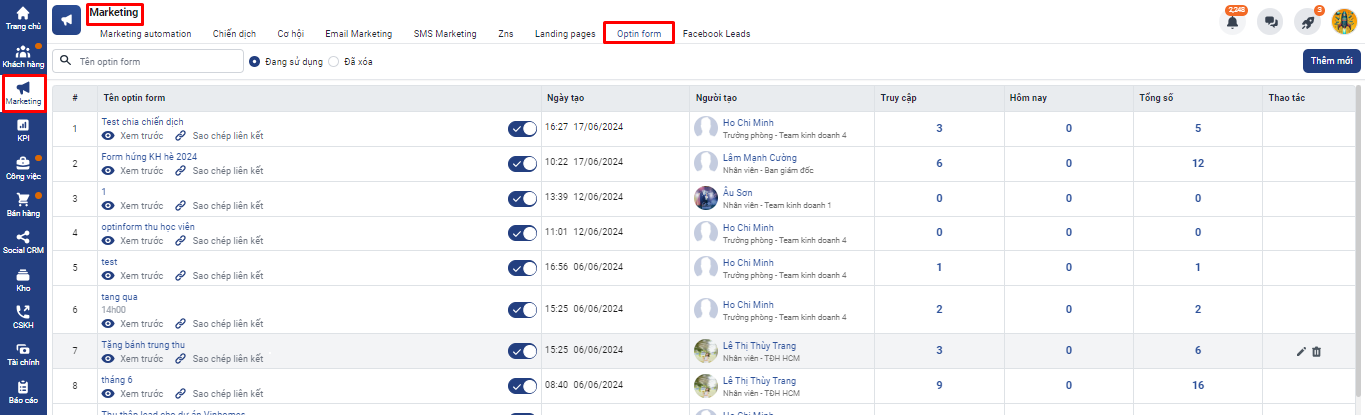 Trang chủ
Khách hàng
Marketing
KPI
Công việc
Bán hàng
Social CRM
Kho
CSKH
Tài chính
Báo cáo
Marketing
2,248
3
Marketing automation Chiến dịch Cơ hội Email Marketing SMS Marketing Zns Landing pages Optin form Facebook Leads
Tên optin form Đang sử dụng Đã xóa Thêm mới
# Tên optin form Ngày tạo Người tạo Truy cập Hôm nay Tổng số Thao tác
1 Test chia chiến dịch 16:27 17/06/2024 Ho Chi Minh 3 0 5
Xem trước Sao chép liên kết Trưởng phòng - Team kinh doanh 4
2 Form hứng KH hè 2024 10:22 17/06/2024 Lâm Mạnh Cường 6 0 12
Xem trước Sao chép liên kết Nhân viên - Ban giám đốc
3 1 13:39 12/06/2024 Âu Sơn 0 0 0
Xem trước Sao chép liên kết Nhân viên - Team kinh doanh 1
4 optinform thu học viên 11:01 12/06/2024 Ho Chi Minh 0 0 0
Xem trước Sao chép liên kết Trưởng phòng - Team kinh doanh 4
5 test 16:56 06/06/2024 Ho Chi Minh 1 0 1
Xem trước Sao chép liên kết Trưởng phòng - Team kinh doanh 4
6 tang qua 15:25 06/06/2024 Ho Chi Minh 2 0 2
14h00
Xem trước Sao chép liên kết Trưởng phòng - Team kinh doanh 4
7 Tặng bánh trung thu 15:25 06/06/2024 Lê Thị Thùy Trang 3 0 6
Xem trước Sao chép liên kết Nhân viên - TĐH HCM
8 tháng 6 08:40 06/06/2024 Lê Thị Thùy Trang 9 0 16
Xem trước Sao chép liên kết Nhân viên - TĐH HCM
Thu thập lead cho dự án Vinhomes Ho Chi Minh